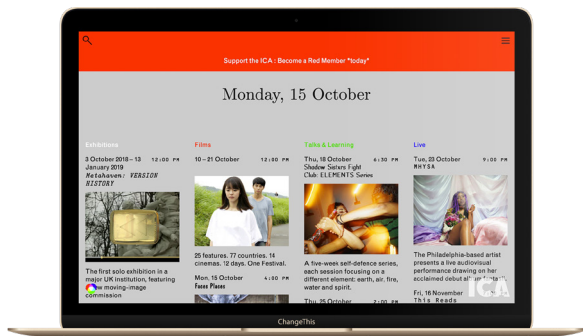 Support the ICA : Become a Red Member *today*
Monday, 15 October
Exhibitions
3 October 2018 – 13 January 2019
12:00 PM
Metahaven: VERSION
HISTORY
The first solo exhibition in a
major UK institution, featuring
new moving-image
commission
Films
10 – 21 October
12:00 PM
25 features. 77 countries. 14
cinemas. 12 days. One Festival.
Mon, 15 October
4:00 PM
Faces Places
Talks & Learning
Thu, 18 October
6:30 PM
Shadow Sisters Fight
Club: ELEMENTS Series
A five-week self-defence series,
each session focusing on a
different element: earth, air, fire,
water and spirit.
Thu, 25 October
2:00 PM
Live
Tue, 23 October
9:00 PM
MHYSA
The Philadelphia-based artist
presents a live audiovisual
performance drawing on her
acclaimed debut album
Fri, 16 November
This Reads
ICA
ChangeThis